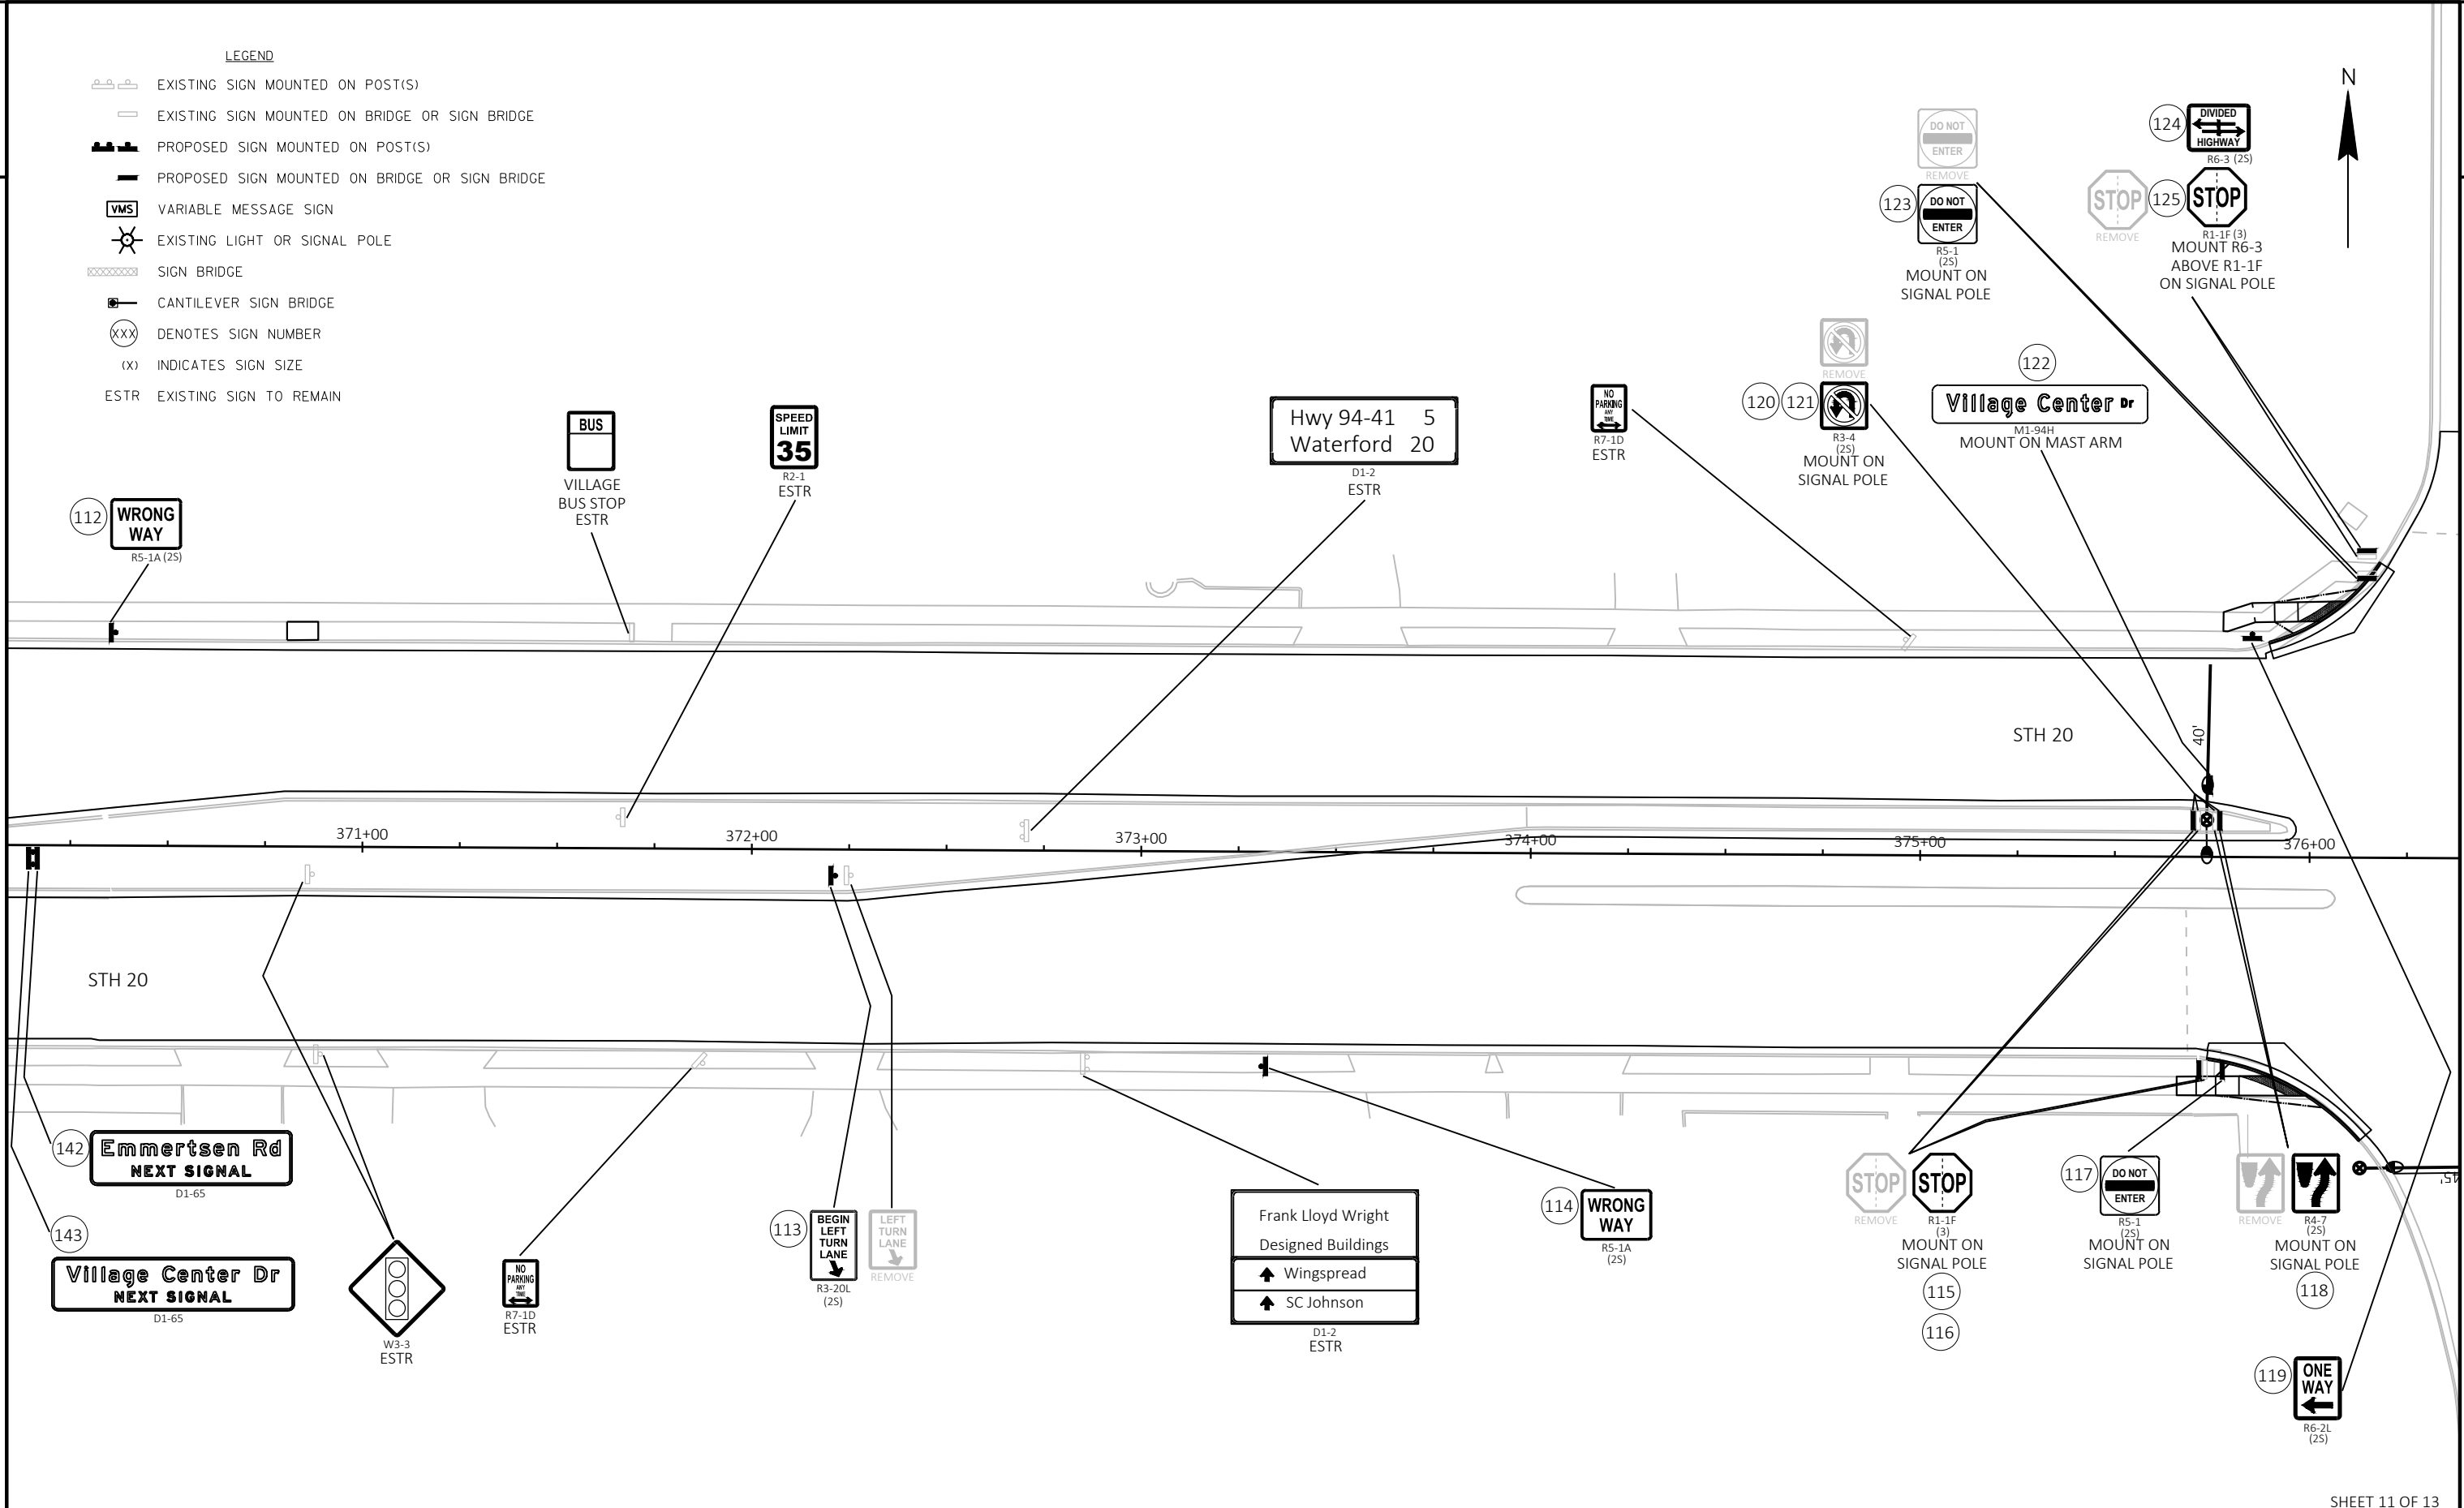 LEGEND
EXISTING SIGN MOUNTED ON POST(S)
EXISTING SIGN MOUNTED ON BRIDGE OR SIGN BRIDGE
PROPOSED SIGN MOUNTED ON POST(S)
PROPOSED SIGN MOUNTED ON BRIDGE OR SIGN BRIDGE
VMS VARIABLE MESSAGE SIGN
EXISTING LIGHT OR SIGNAL POLE
SIGN BRIDGE
CANTILEVER SIGN BRIDGE
XXX DENOTES SIGN NUMBER
(X) INDICATES SIGN SIZE
ESTR EXISTING SIGN TO REMAIN
N
DO NOT
ENTER
REMOVE
123
DO NOT
ENTER
R5-1
(2S)
MOUNT ON
SIGNAL POLE
124
DIVIDED
HIGHWAY
R6-3 (2S)
STOP
REMOVE
125
STOP
R1-1F (3)
MOUNT R6-3
ABOVE R1-1F
ON SIGNAL POLE
112
WRONG
WAY
R5-1A (2S)
BUS
VILLAGE
BUS STOP
ESTR
SPEED
LIMIT
35
R2-1
ESTR
Hwy 94-41 5
Waterford 20
D1-2
ESTR
NO
PARKING
ANY
TIME
R7-1D
ESTR
REMOVE
120 121
R3-4
(2S)
MOUNT ON
SIGNAL POLE
122
Village Center Dr
M1-94H
MOUNT ON MAST ARM
STH 20
40'
371+00
372+00
373+00
374+00
375+00
376+00
STH 20
142
Emmertsen Rd
NEXT SIGNAL
D1-65
143
Village Center Dr
NEXT SIGNAL
D1-65
W3-3
ESTR
NO
PARKING
ANY
TIME
R7-1D
ESTR
113
BEGIN
LEFT
TURN
LANE
R3-20L
(2S)
LEFT
TURN
LANE
REMOVE
Frank Lloyd Wright
Designed Buildings
Wingspread
SC Johnson
D1-2
ESTR
114
WRONG
WAY
R5-1A
(2S)
STOP
REMOVE
STOP
R1-1F
(3)
MOUNT ON
SIGNAL POLE
115
116
117
DO NOT
ENTER
R5-1
(2S)
MOUNT ON
SIGNAL POLE
REMOVE
R4-7
(2S)
MOUNT ON
SIGNAL POLE
118
45'
119
ONE
WAY
R6-2L
(2S)
SHEET 11 OF 13